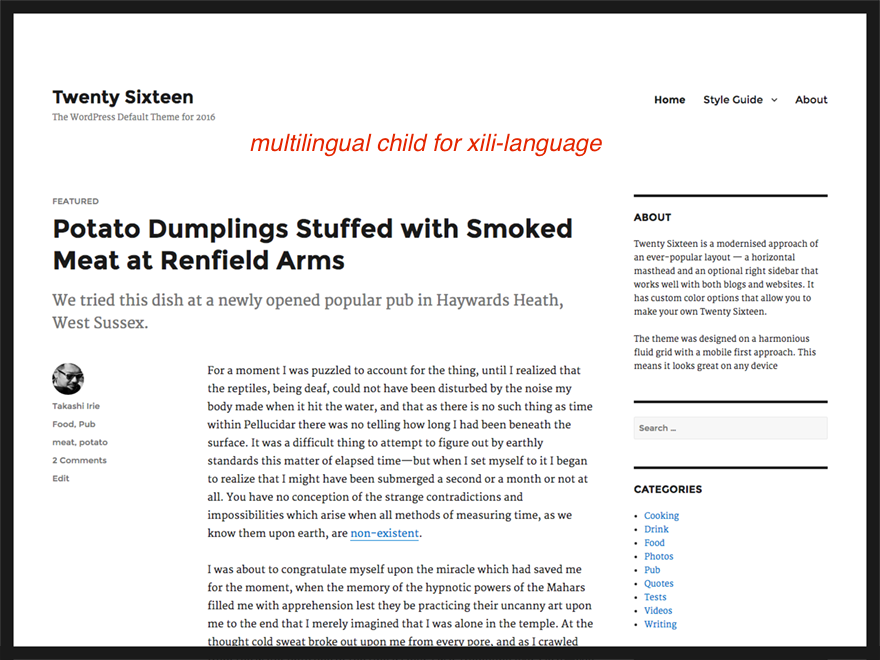 Twenty Sixteen
The WordPress Default Theme for 2016
Home Style Guide About
multilingual child for xili-language
FEATURED
Potato Dumplings Stuffed with Smoked
Meat at Renfield Arms
We tried this dish at a newly opened popular pub in Haywards Heath,
West Sussex.
Takashi Irie
Food, Pub
meat, potato
2 Comments
Edit
For a moment I was puzzled to account for the thing, until I realized that
the reptiles, being deaf, could not have been disturbed by the noise my
body made when it hit the water, and that as there is no such thing as time
within Pellucidar there was no telling how long I had been beneath the
surface. It was a difficult thing to attempt to figure out by earthly
standards this matter of elapsed time—but when I set myself to it I began
to realize that I might have been submerged a second or a month or not at
all. You have no conception of the strange contradictions and
impossibilities which arise when all methods of measuring time, as we
know them upon earth, are non-existent.
I was about to congratulate myself upon the miracle which had saved me
for the moment, when the memory of the hypnotic powers of the Mahars
filled me with apprehension lest they be practicing their uncanny art upon
me to the end that I merely imagined that I was alone in the temple. At the
thought cold sweat broke out upon me from every pore, and as I crawled
ABOUT
Twenty Sixteen is a modernised approach of
an ever-popular layout — a horizontal
masthead and an optional right sidebar that
works well with both blogs and websites. It
has custom color options that allow you to
make your own Twenty Sixteen.
The theme was designed on a harmonious
fluid grid with a mobile first approach. This
means it looks great on any device
Search …
CATEGORIES
Cooking
Drink
Food
Photos
Pub
Quotes
Tests
Videos
Writing